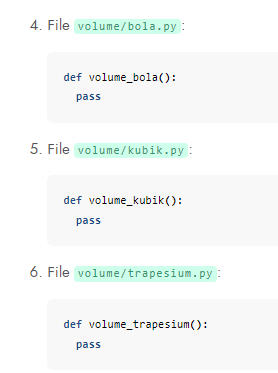 4. File volume/bola.py:
def volume_bola():
  pass
5. File volume/kubik.py:
def volume_kubik():
  pass
6. File volume/trapesium.py:
def volume_trapesium():
  pass